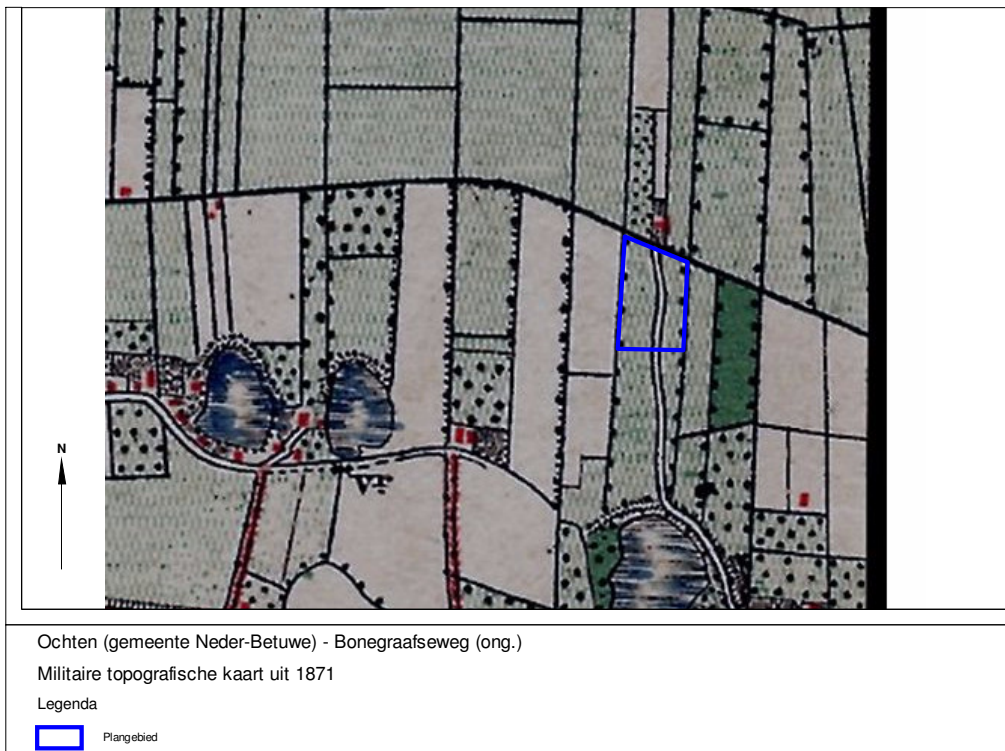 N
Ochten (gemeente Neder-Betuwe) - Bonegraafseweg (ong.)
Militaire topografische kaart uit 1871
Legenda
Plangebied